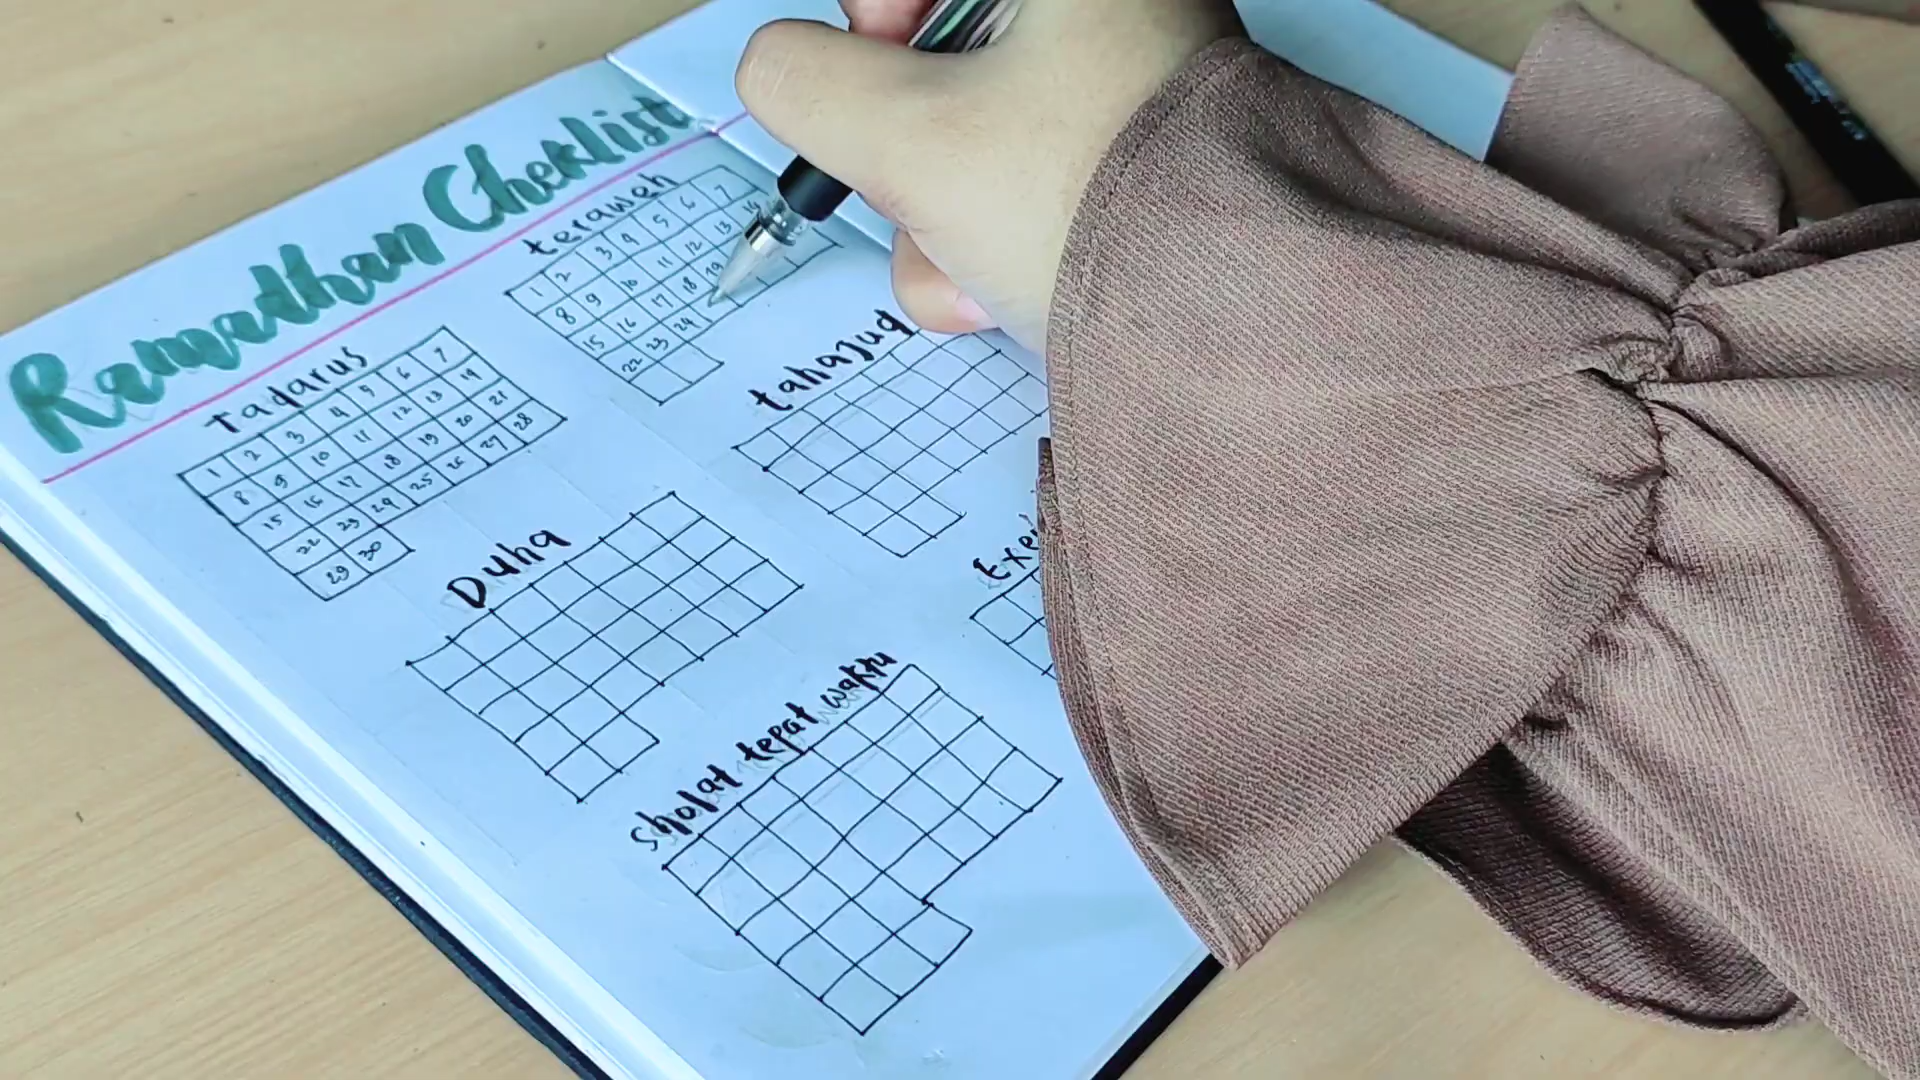 Ramadhan Cheklist
Tadarus
1 2 3 4 5 6 7
8 9 10 11 12 13 14
15 16 17 18 19 20 21
22 23 24 25 26 27 28
29 30
teraweh
1 2 3 4 5 6 7
8 9 10 11 12 13 14
15 16 17 18 19
22 23 24
Duha
tahajud
Sholat tepat waktu